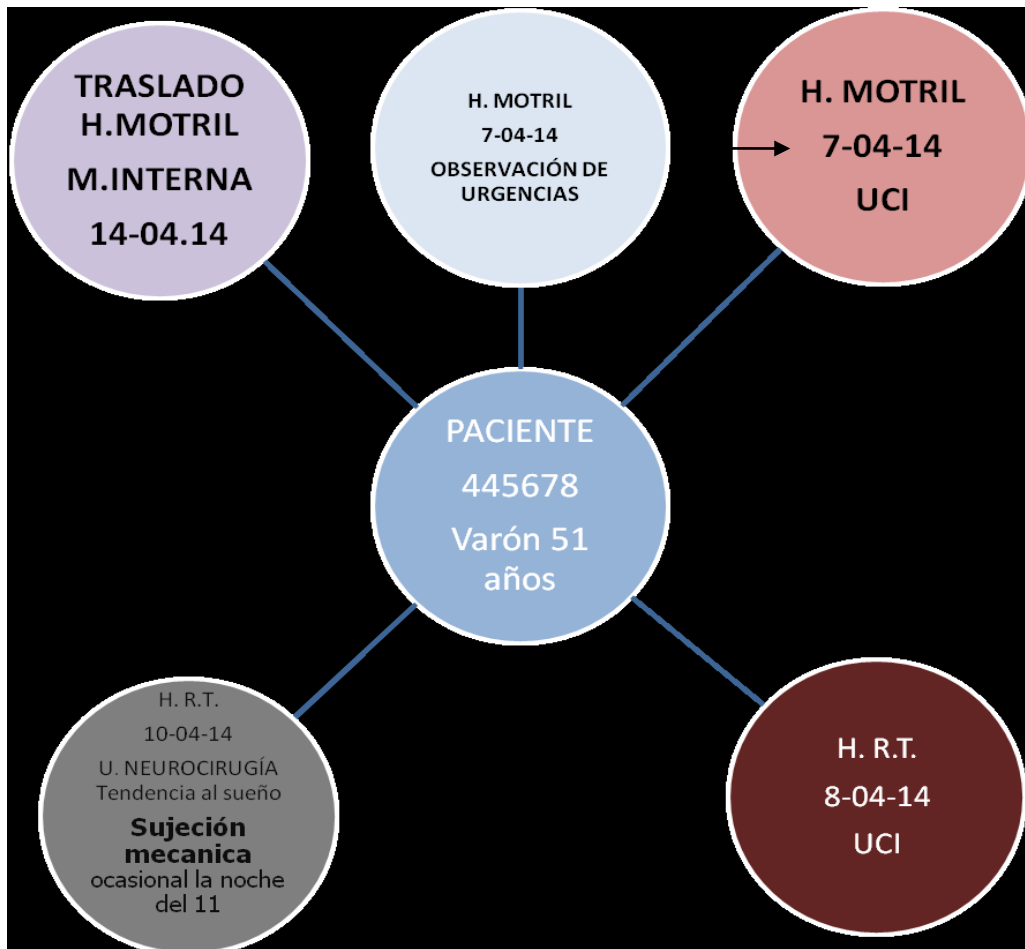 TRASLADO
H.MOTRIL
M.INTERNA
14-04.14
H. MOTRIL
7-04-14
OBSERVACIÓN DE
URGENCIAS
H. MOTRIL
7-04-14
UCI
PACIENTE
445678
Varón 51
años
H. R.T.
10-04-14
U. NEUROCIRUGÍA
Tendencia al sueño
Sujeción
mecanica
ocasional la noche
del 11
H. R.T.
8-04-14
UCI